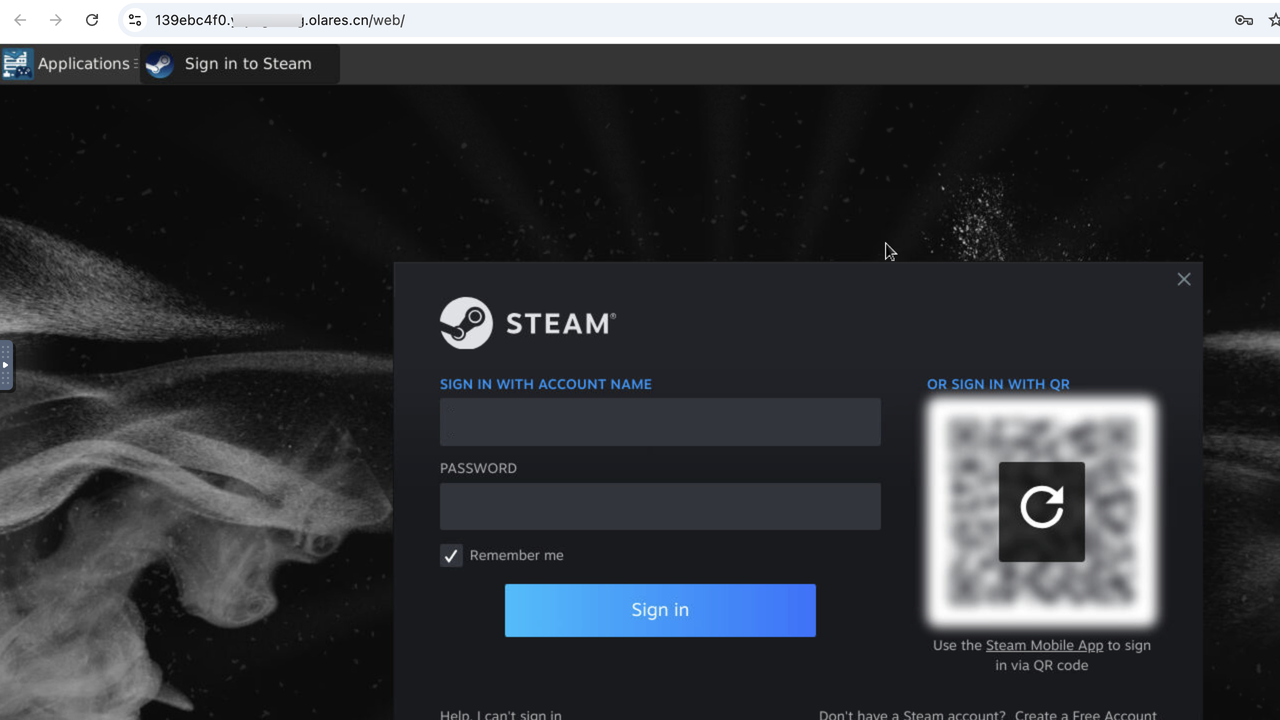 139ebc4f0. .olares.cn/web/
Applications
Sign in to Steam
STEAM®
SIGN IN WITH ACCOUNT NAME
OR SIGN IN WITH QR
PASSWORD
Remember me
Sign in
Use the Steam Mobile App to sign
in via QR code
Help, I can't sign in
Don't have a Steam account? Create a Free Account